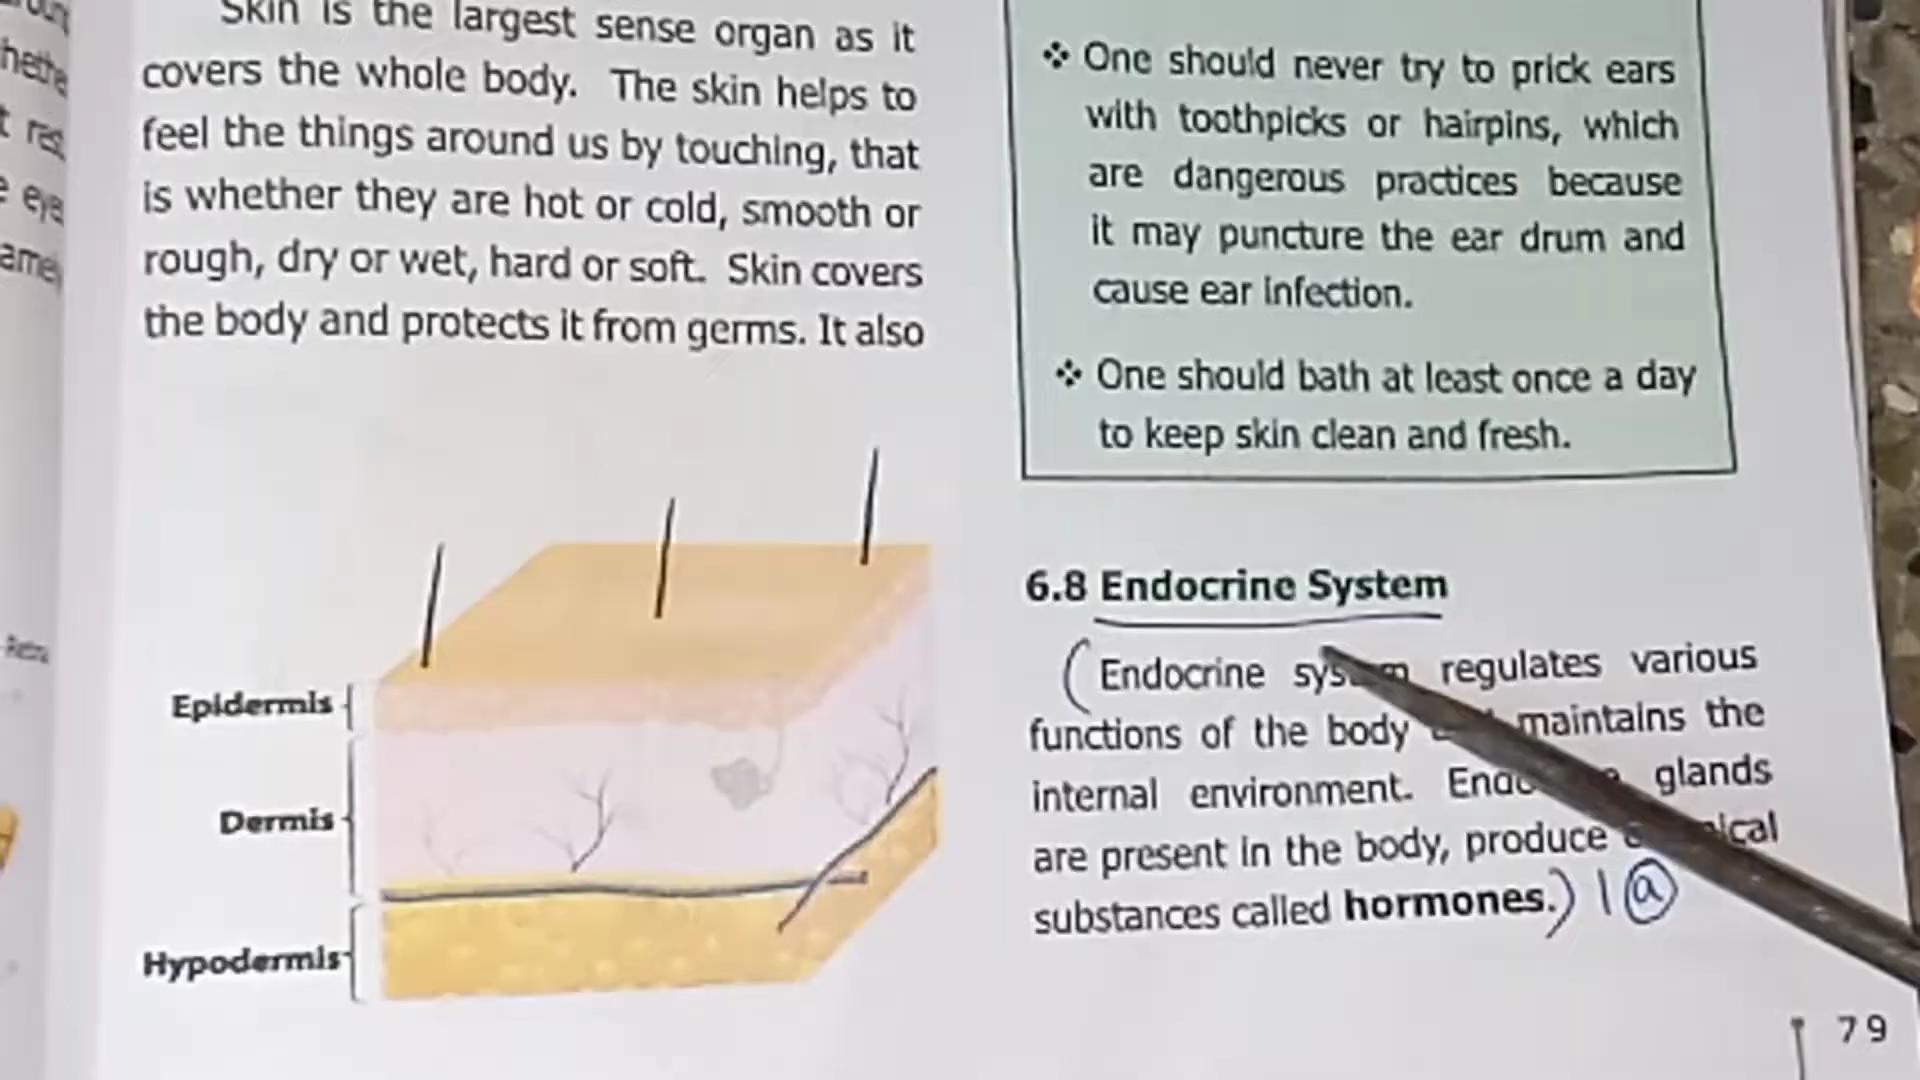 Skin is the largest sense organ as it
covers the whole body. The skin helps to
feel the things around us by touching, that
is whether they are hot or cold, smooth or
rough, dry or wet, hard or soft. Skin covers
the body and protects it from germs. It also
Epidermis
Dermis
Hypodermis
❖ One should never try to prick ears
with toothpicks or hairpins, which
are dangerous practices because
it may puncture the ear drum and
cause ear infection.
❖ One should bath at least once a day
to keep skin clean and fresh.
6.8 Endocrine System
(Endocrine system regulates various
functions of the body maintains the
internal environment. glands
are present in the body, produce
substances called hormones.) 1 a
79